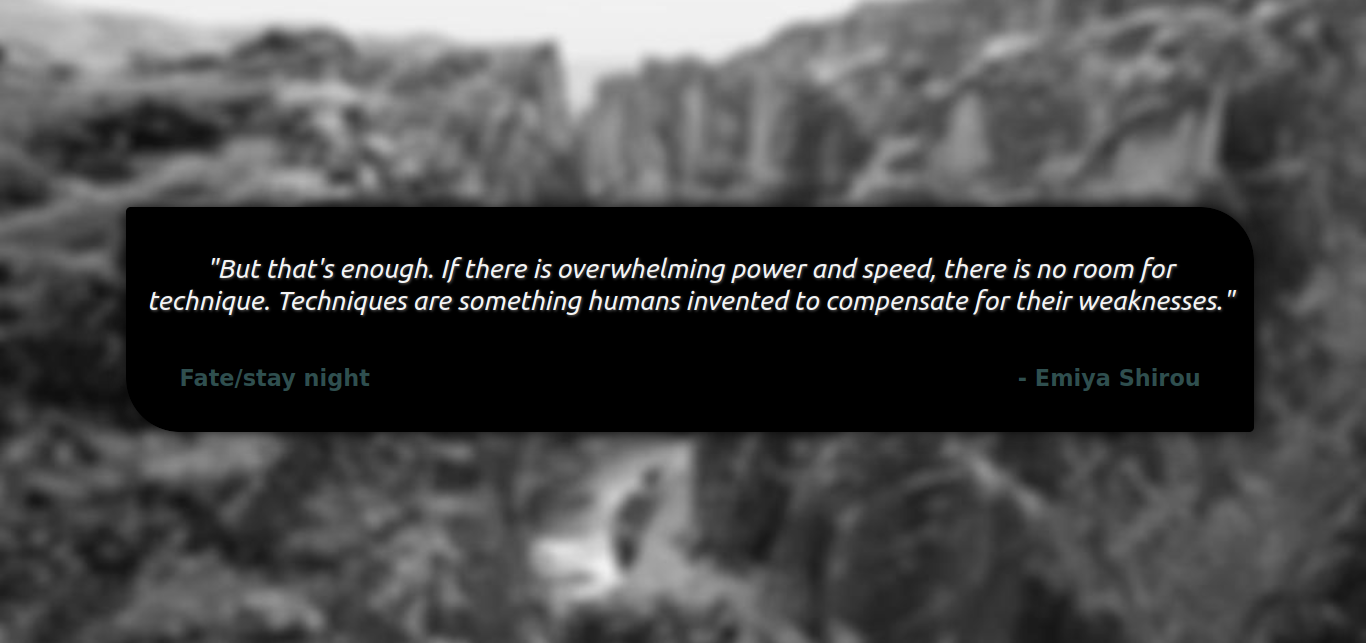 "But that's enough. If there is overwhelming power and speed, there is no room for
technique. Techniques are something humans invented to compensate for their weaknesses."
Fate/stay night
- Emiya Shirou